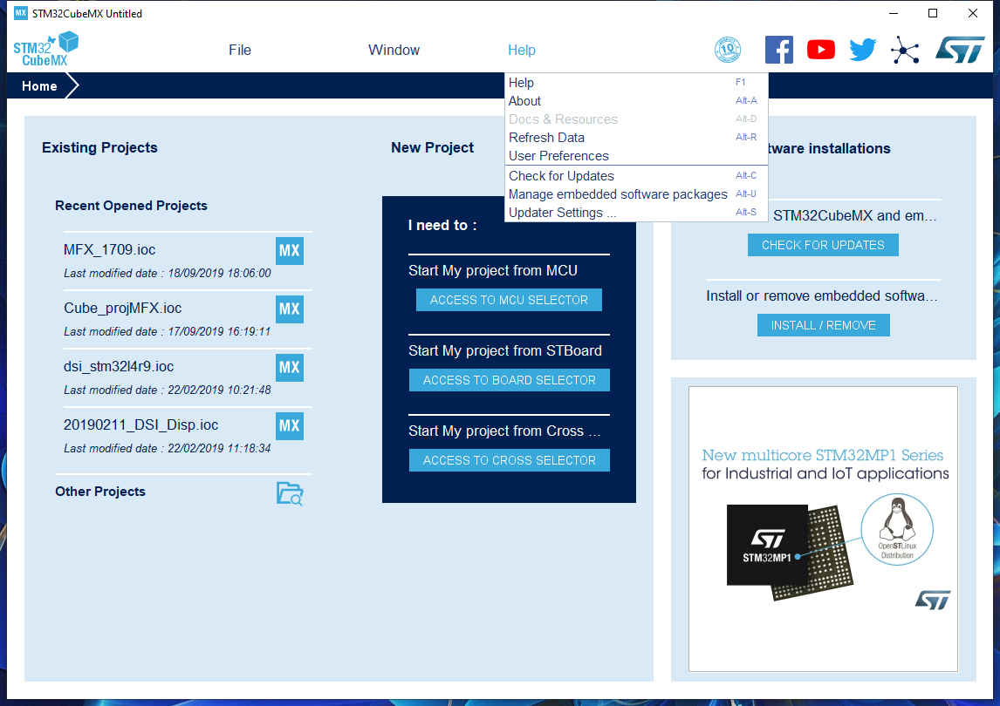 MX STM32CubeMX Untitled
STM32
CubeMX
File
Window
Help
10
Home
Help F1
About Alt-A
Docs & Resources Alt-D
Refresh Data Alt-R
User Preferences
Check for Updates Alt-C
Manage embedded software packages Alt-U
Updater Settings ... Alt-S
Existing Projects
Recent Opened Projects
MFX_1709.ioc
MX
Last modified date : 18/09/2019 18:06:00
Cube_projMFX.ioc
MX
Last modified date : 17/09/2019 16:19:11
dsi_stm32l4r9.ioc
MX
Last modified date : 22/02/2019 10:21:48
20190211_DSI_Disp.ioc
MX
Last modified date : 22/02/2019 11:18:34
Other Projects
New Project
I need to :
Start My project from MCU
ACCESS TO MCU SELECTOR
Start My project from STBoard
ACCESS TO BOARD SELECTOR
Start My project from Cross ...
ACCESS TO CROSS SELECTOR
tware installations
STM32CubeMX and em...
CHECK FOR UPDATES
Install or remove embedded softwa...
INSTALL / REMOVE
New multicore STM32MP1 Series
for Industrial and IoT applications
ST
STM32MP1
OpenSTLinux
Distribution
ST